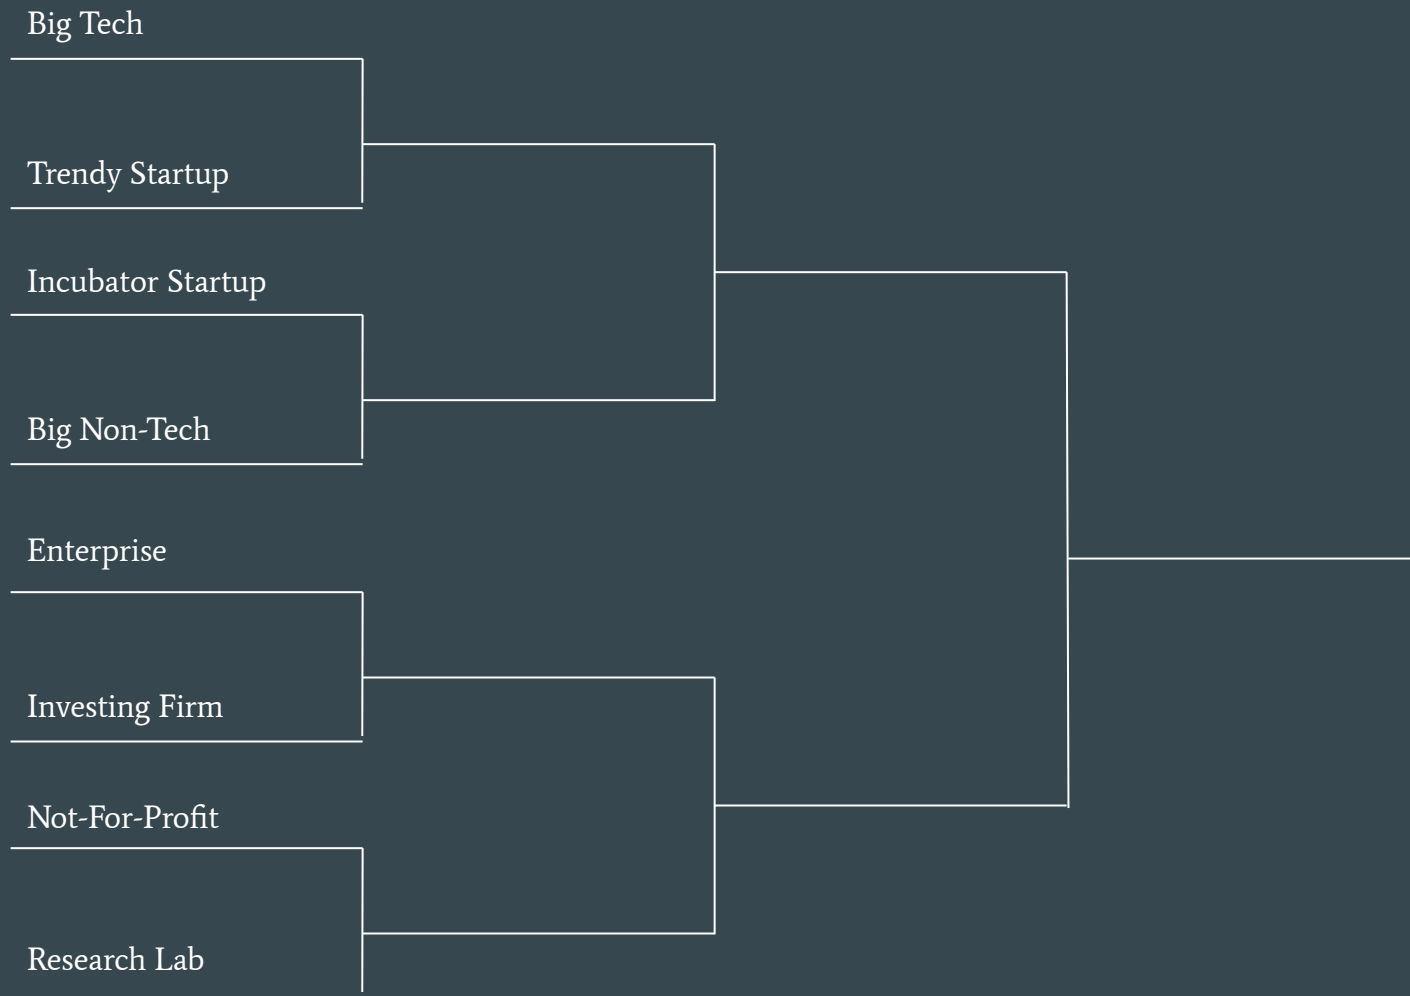 Big Tech
Trendy Startup
Incubator Startup
Big Non-Tech
Enterprise
Investing Firm
Not-For-Profit
Research Lab